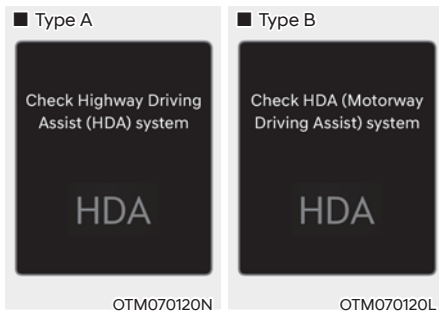 ■ Type A
Check Highway Driving
Assist (HDA) system
HDA
OTM070120N
■ Type B
Check HDA (Motorway
Driving Assist) system
HDA
OTM070120L